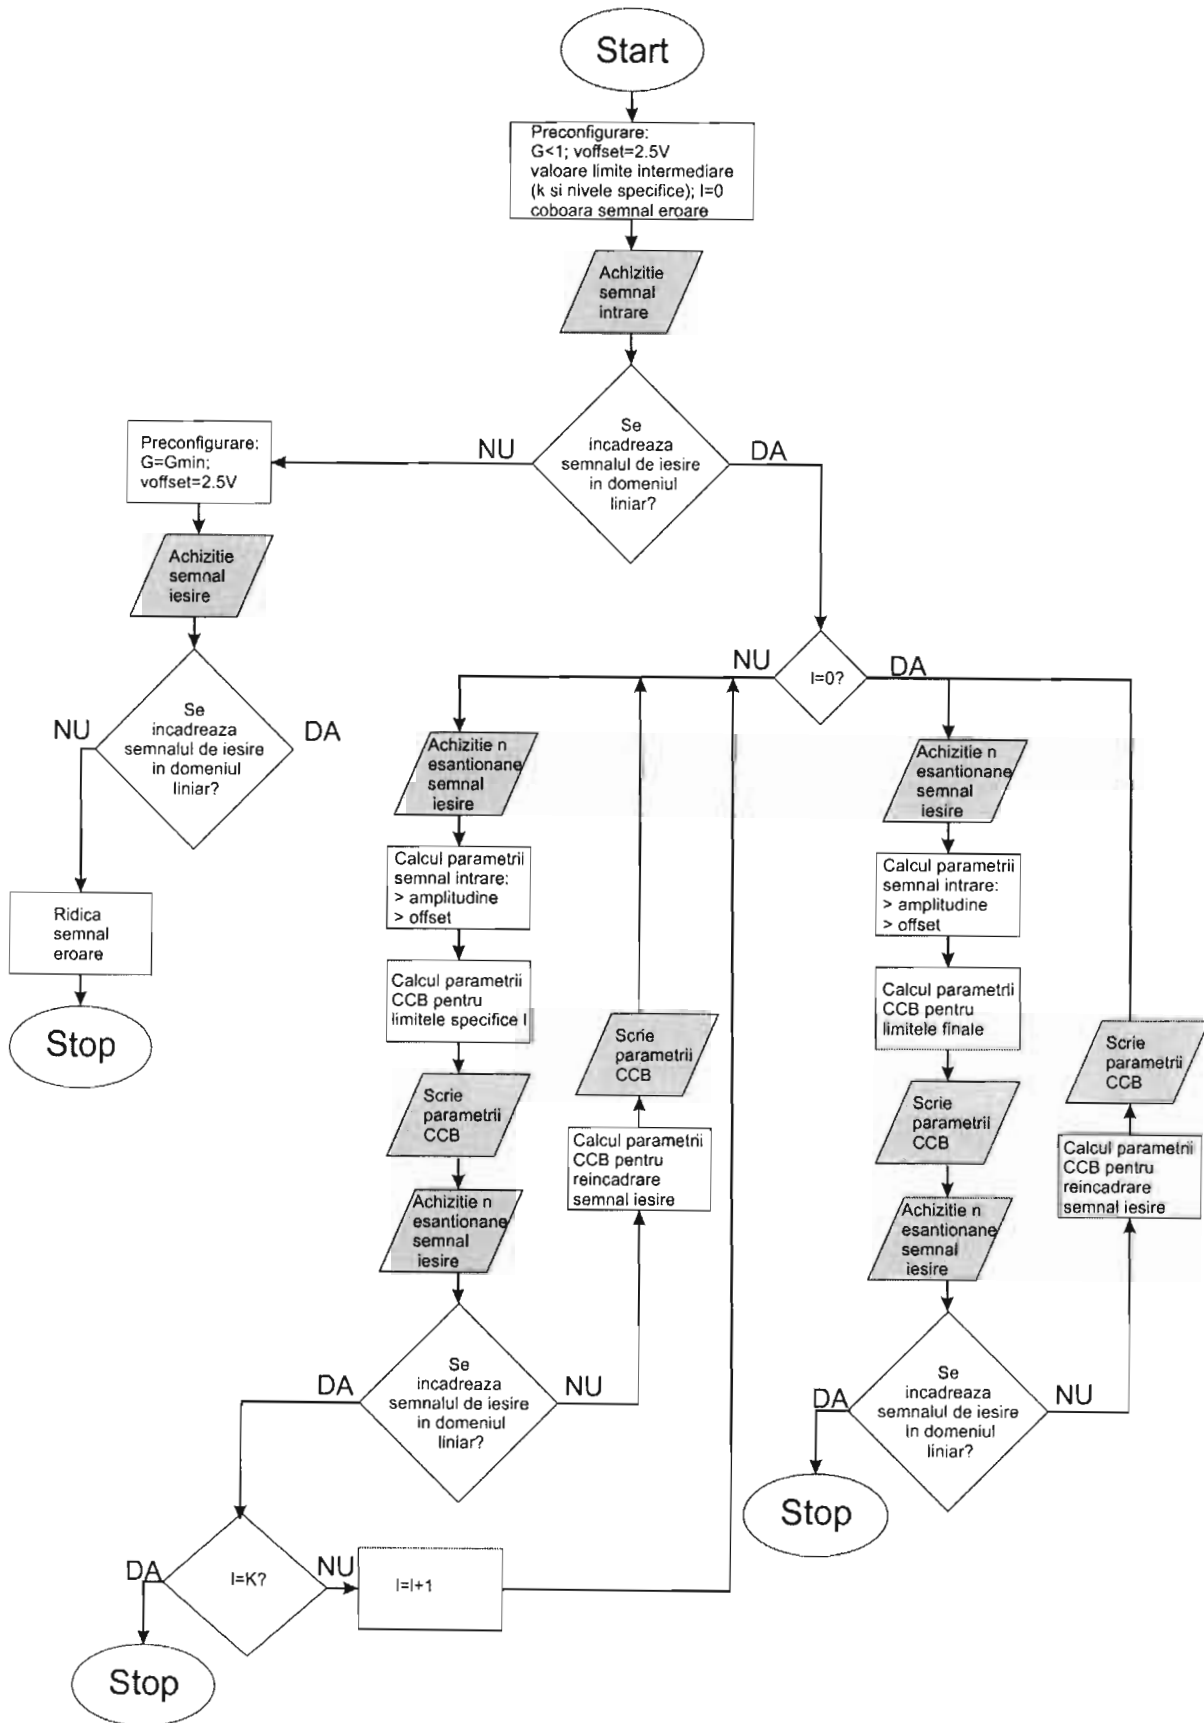 Start
Preconfigurare:
G<1; voffset=2.5V
valoare limite intermediare
(k si nivele specifice); I=0
coboara semnal eroare
Achizitie
semnal
intrare
Se
incadreaza
semnalul de iesire
in domeniul
liniar?
NU
DA
Preconfigurare:
G=Gmin;
voffset=2.5V
Achizitie
semnal
iesire
Se
incadreaza
semnalul de iesire
in domeniul
liniar?
NU
DA
Ridica
semnal
eroare
Stop
I=0?
NU
DA
Achizitie n
esantionane
semnal
iesire
Calcul parametrii
semnal intrare:
> amplitudine
> offset
Calcul parametrii
CCB pentru
limitele specifice I
Scrie
parametrii
CCB
Achizitie n
esantionane
semnal
iesire
Se
incadreaza
semnalul de iesire
in domeniul
liniar?
DA
NU
Calcul parametrii
CCB pentru
reincadrare
semnal iesire
Scrie
parametrii
CCB
I=K?
DA
NU
I=I+1
Stop
Achizitie n
esantionane
semnal
iesire
Calcul parametrii
semnal intrare:
> amplitudine
> offset
Calcul parametrii
CCB pentru
limitele finale
Scrie
parametrii
CCB
Achizitie n
esantionane
semnal
iesire
Se
incadreaza
semnalul de iesire
in domeniul
liniar?
DA
NU
Calcul parametrii
CCB pentru
reincadrare
semnal iesire
Scrie
parametrii
CCB
Stop